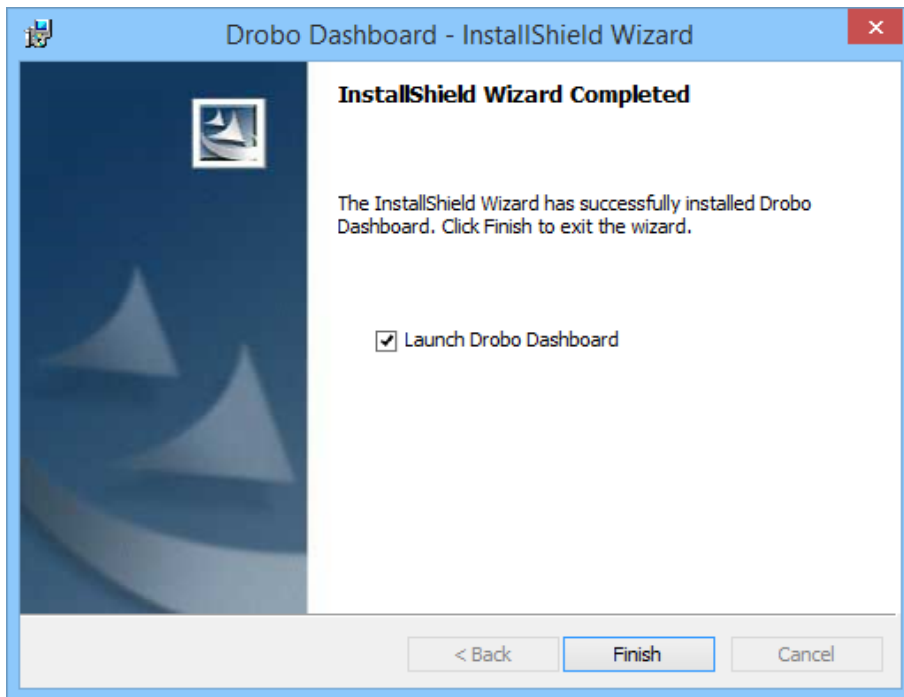 Drobo Dashboard - InstallShield Wizard
InstallShield Wizard Completed
The InstallShield Wizard has successfully installed Drobo
Dashboard. Click Finish to exit the wizard.
Launch Drobo Dashboard
< Back
Finish
Cancel